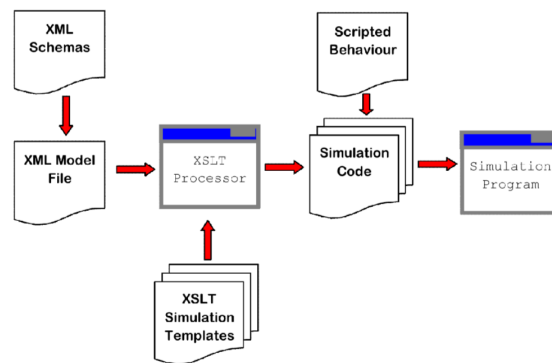 XML
Schemas
Scripted
Behaviour
XML Model
File
XSLT
Processor
Simulation
Code
Simulation
Program
XSLT
Simulation
Templates